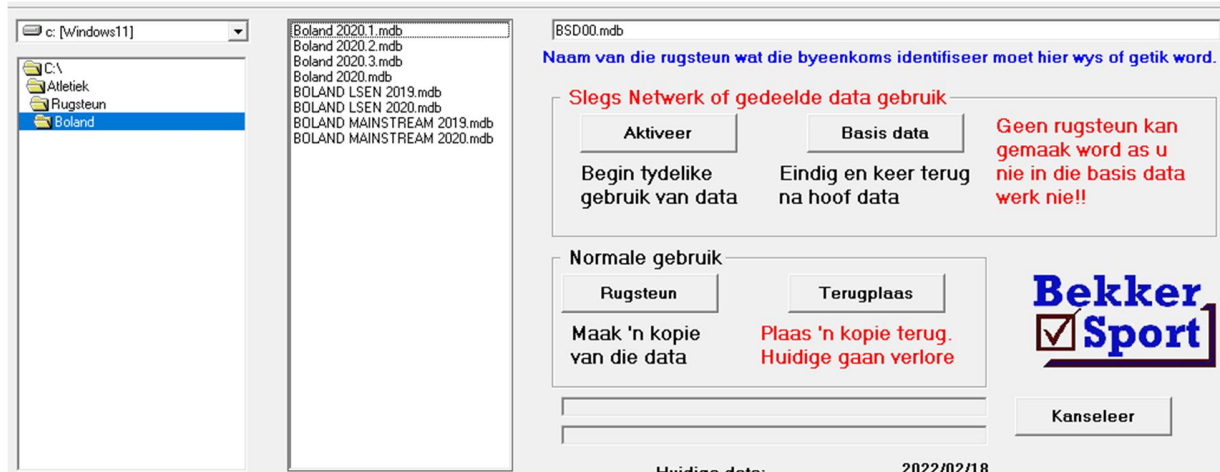 c: [Windows11]
C:\
Atletiek
Rugsteun
Boland
Boland 2020.1.mdb
Boland 2020.2.mdb
Boland 2020.3.mdb
Boland 2020.mdb
BOLAND LSEN 2019.mdb
BOLAND LSEN 2020.mdb
BOLAND MAINSTREAM 2019.mdb
BOLAND MAINSTREAM 2020.mdb
BSD00.mdb
Naam van die rugsteun wat die byeenkoms identifiseer moet hier wys of getik word.
Slegs Netwerk of gedeelde data gebruik
Aktiveer
Begin tydelike
gebruik van data
Basis data
Eindig en keer terug
na hoof data
Geen rugsteun kan
gemaak word as u
nie in die basis data
werk nie!!
Normale gebruik
Rugsteun
Maak 'n kopie
van die data
Terugplaas
Plaas 'n kopie terug.
Huidige gaan verlore
Bekker
Sport
Kanselleer
Huidige data:
2022/02/18